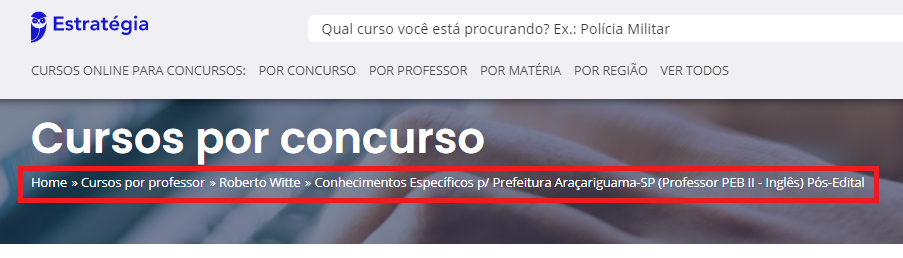 Estratégia
Qual curso você está procurando? Ex.: Polícia Militar
CURSOS ONLINE PARA CONCURSOS: POR CONCURSO POR PROFESSOR POR MATÉRIA POR REGIÃO VER TODOS
Cursos por concurso
Home » Cursos por professor » Roberto Witte » Conhecimentos Específicos p/ Prefeitura Araçariguama-SP (Professor PEB II - Inglês) Pós-Edital